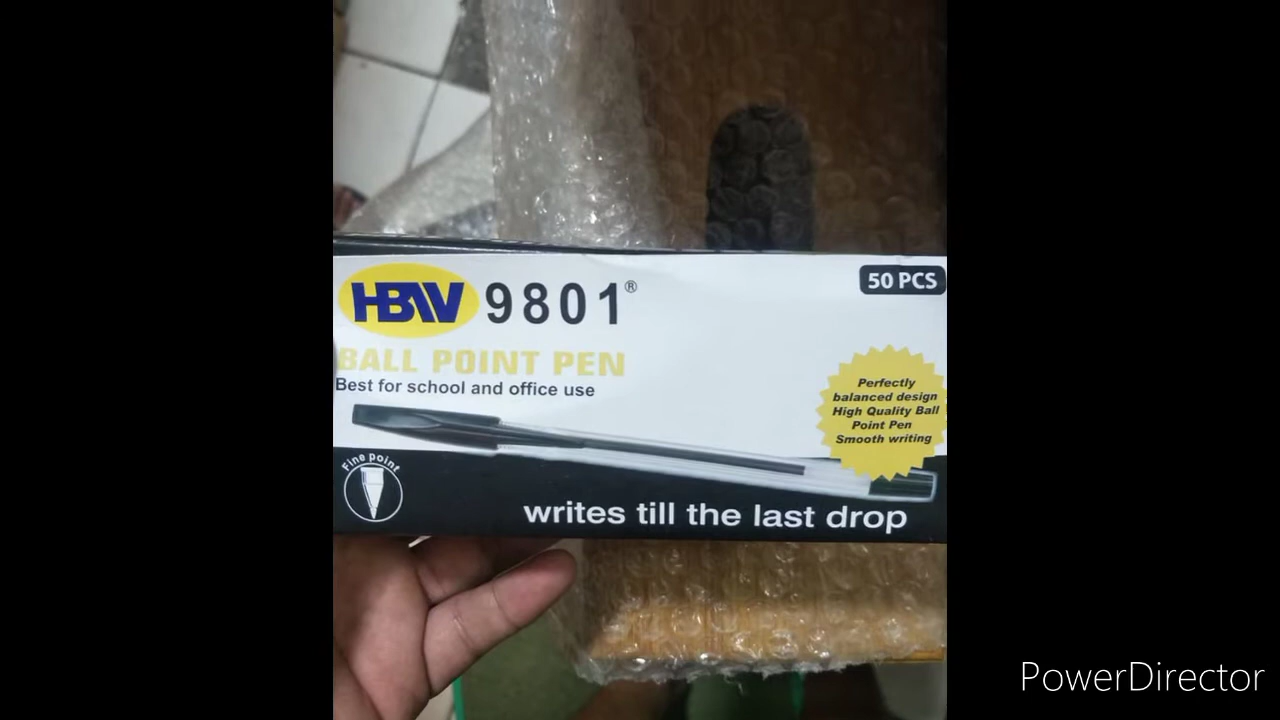 HBW 9801®
50 PCS
BALL POINT PEN
Best for school and office use
Perfectly
balanced design
High Quality Ball
Point Pen
Smooth writing
Fine point
writes till the last drop
PowerDirector